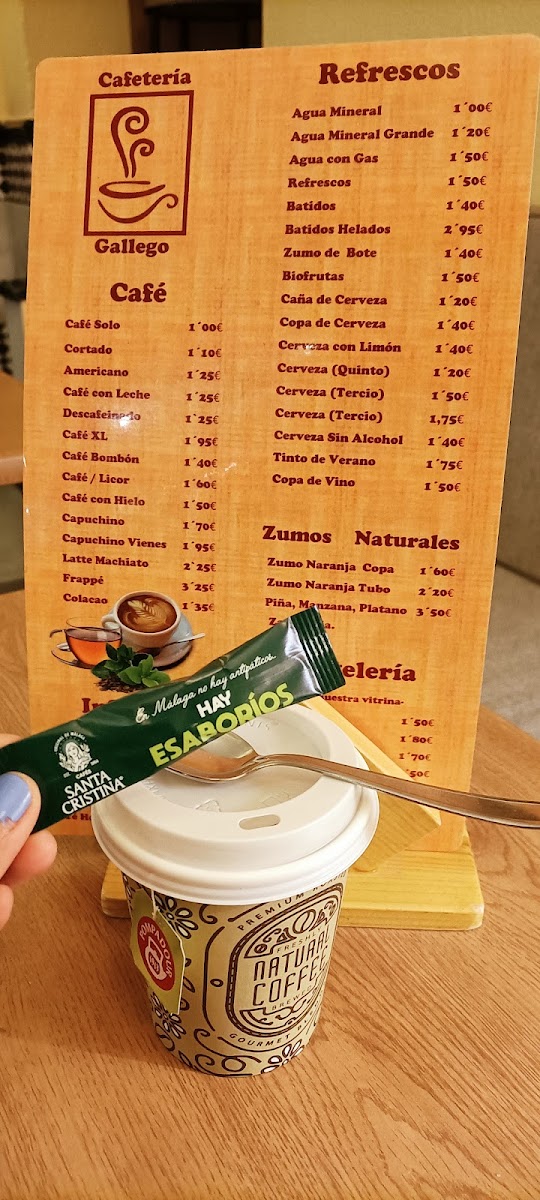 Cafetería
Gallego
Café
Café Solo 1´00€
Cortado 1´10€
Americano 1´25€
Café con Leche 1´25€
Descafeinado 1´25€
Café XL 1´95€
Café Bombón 1´40€
Café / Licor 1´60€
Café con Hielo 1´50€
Capuchino 1´70€
Capuchino Vienes 1´95€
Latte Machiato 2´25€
Frappé 3´25€
Colacao 1´35€
Refrescos
Agua Mineral 1´00€
Agua Mineral Grande 1´20€
Agua con Gas 1´50€
Refrescos 1´50€
Batidos 1´40€
Batidos Helados 2´95€
Zumo de Bote 1´40€
Biofrutas 1´50€
Caña de Cerveza 1´20€
Copa de Cerveza 1´40€
Cerveza con Limón 1´40€
Cerveza (Quinto) 1´20€
Cerveza (Tercio) 1´50€
Cerveza (Tercio) 1,75€
Cerveza Sin Alcohol 1´40€
Tinto de Verano 1´75€
Copa de Vino 1´50€
Zumos Naturales
Zumo Naranja Copa 1´60€
Zumo Naranja Tubo 2´20€
Piña, Manzana, Platano 3´50€
uestra vitrina-
1´50€
1´80€
1´70€
´50€
En Málaga no hay antipáticos...
HAY
ESABORÍOS
CAFÉS
SANTA
CRISTINA
POMPADOUR
PREMIUM
FRESHLY
NATURAL
COFFEE
BREWED
GOURMET